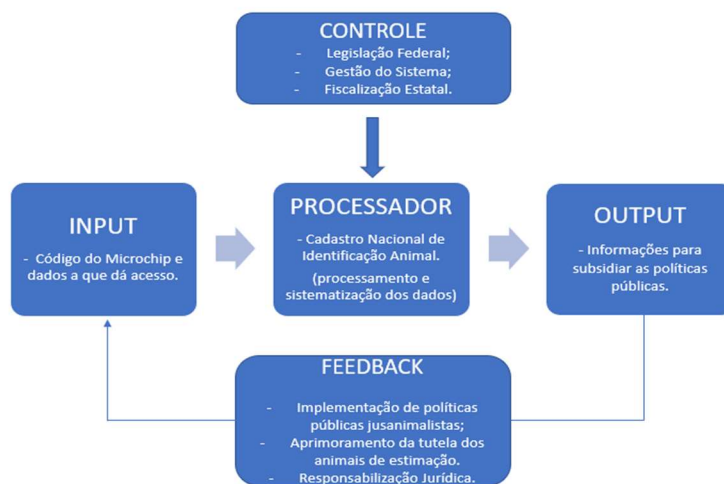 CONTROLE
- Legislação Federal;
- Gestão do Sistema;
- Fiscalização Estatal.
INPUT
- Código do Microchip e
dados a que dá acesso.
PROCESSADOR
- Cadastro Nacional de
Identificação Animal.
(processamento e
sistematização dos dados)
OUTPUT
- Informações para
subsidiar as políticas
públicas.
FEEDBACK
- Implementação de políticas
públicas jusanimalistas;
- Aprimoramento da tutela dos
animais de estimação.
- Responsabilização Jurídica.